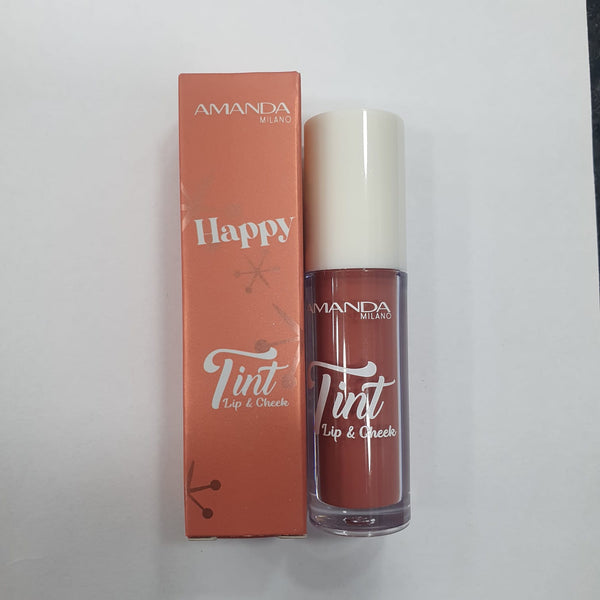 AMANDA
MILANO
Happy
Tint
Lip & Cheek
AMANDA
MILANO
Tint
Lip & Cheek